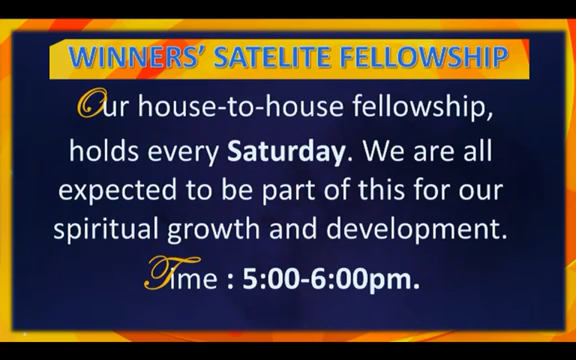 WINNERS’ SATELITE FELLOWSHIP
Our house-to-house fellowship,
holds every Saturday. We are all
expected to be part of this for our
spiritual growth and development.
Time : 5:00-6:00pm.